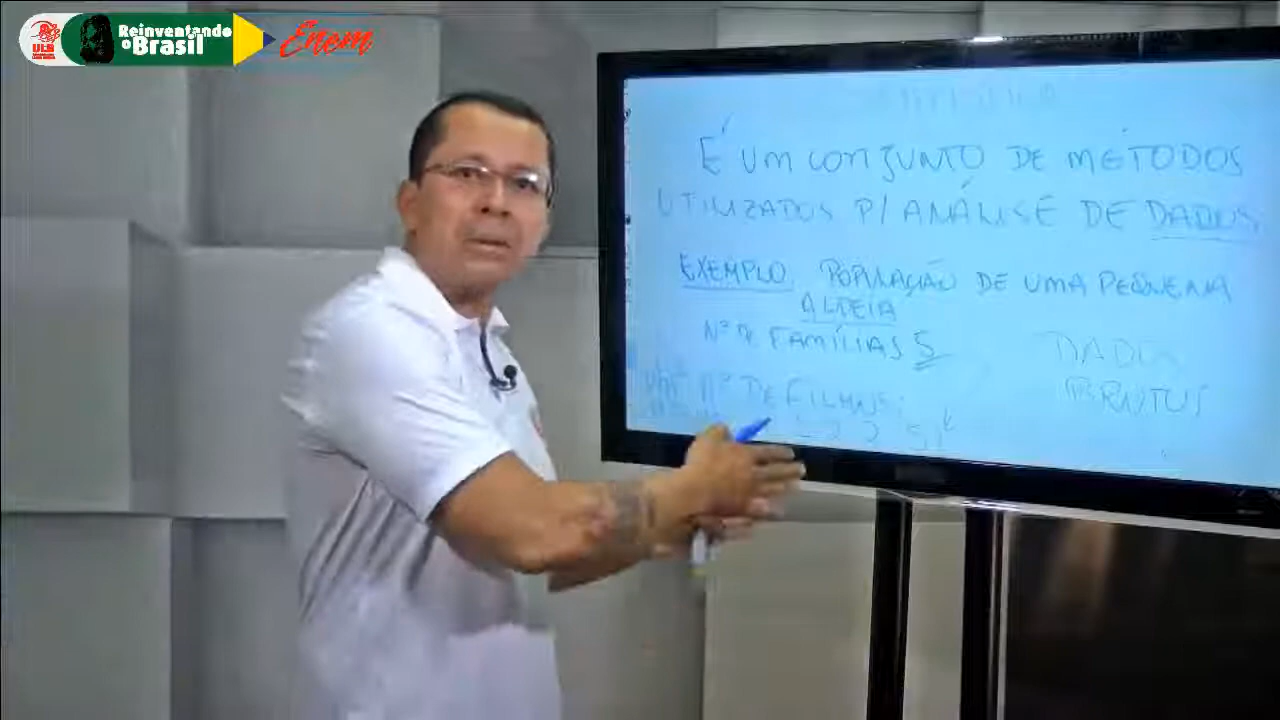 Reinventando
o Brasil
Enem
É UM CONJUNTO DE MÉTODOS
UTILIZADOS P/ ANÁLISE DE DADOS
EXEMPLO POPULAÇÃO DE UMA PEQUENA
ALDEIA
Nº DE FAMÍLIAS 5
DADOS
BRUTOS
Nº DE FILHOS: